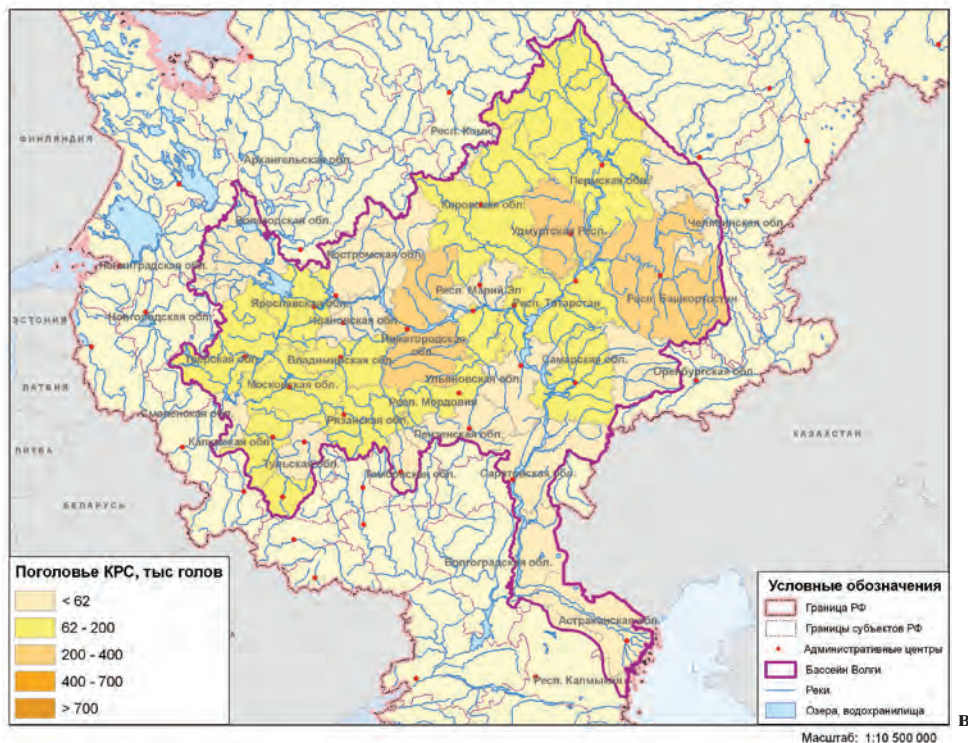 ФИНЛЯНДИЯ
Респ. Коми
Архангельская обл.
Пермская обл.
Вологодская обл.
Кировская обл.
Челябинская обл.
Удмуртская Респ.
Костромская обл.
Ленинградская обл.
Респ. Марий Эл
Респ. Татарстан
Респ. Башкортостан
Ярославская обл.
Новгородская обл.
Ивановская обл.
ЭСТОНИЯ
Нижегородская
обл.
Тверская обл.
Владимирская обл.
Самарская обл.
Ульяновская обл.
Оренбургская обл.
ЛАТВИЯ
Московская обл.
Респ. Мордовия
Смоленская обл.
Рязанская обл.
Пензенская обл.
КАЗАХСТАН
Калужская обл.
ЛИТВА
Тульская обл.
Тамбовская обл.
Саратовская обл.
БЕЛАРУСЬ
Волгоградская обл.
Астраханская обл.
Респ. Калмыкия
Поголовье КРС, тыс голов
< 62
62 - 200
200 - 400
400 - 700
> 700
Условные обозначения
Граница РФ
Границы субъектов РФ
Административные центры
Бассейн Волги
Реки
Озера, водохранилища
в
Масштаб: 1:10 500 000